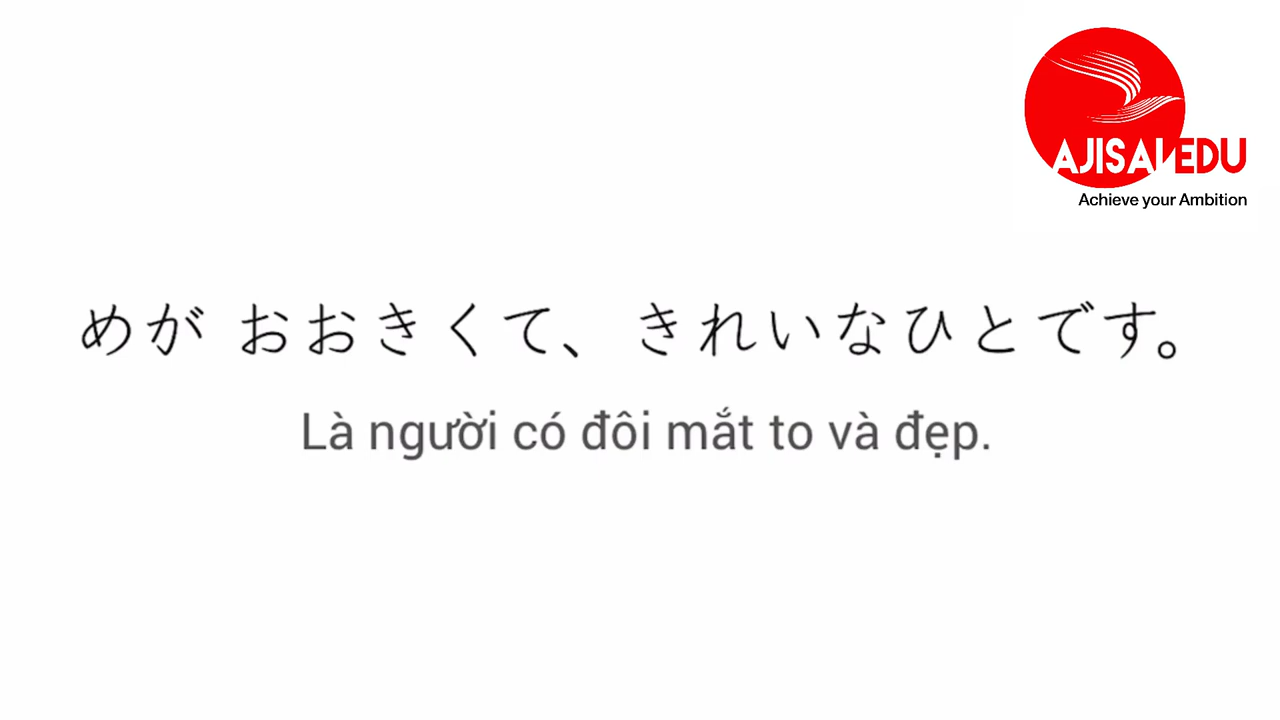 AJISAI EDU
Achieve your Ambition
めが おおきくて、きれいなひとです。
Là người có đôi mắt to và đẹp.